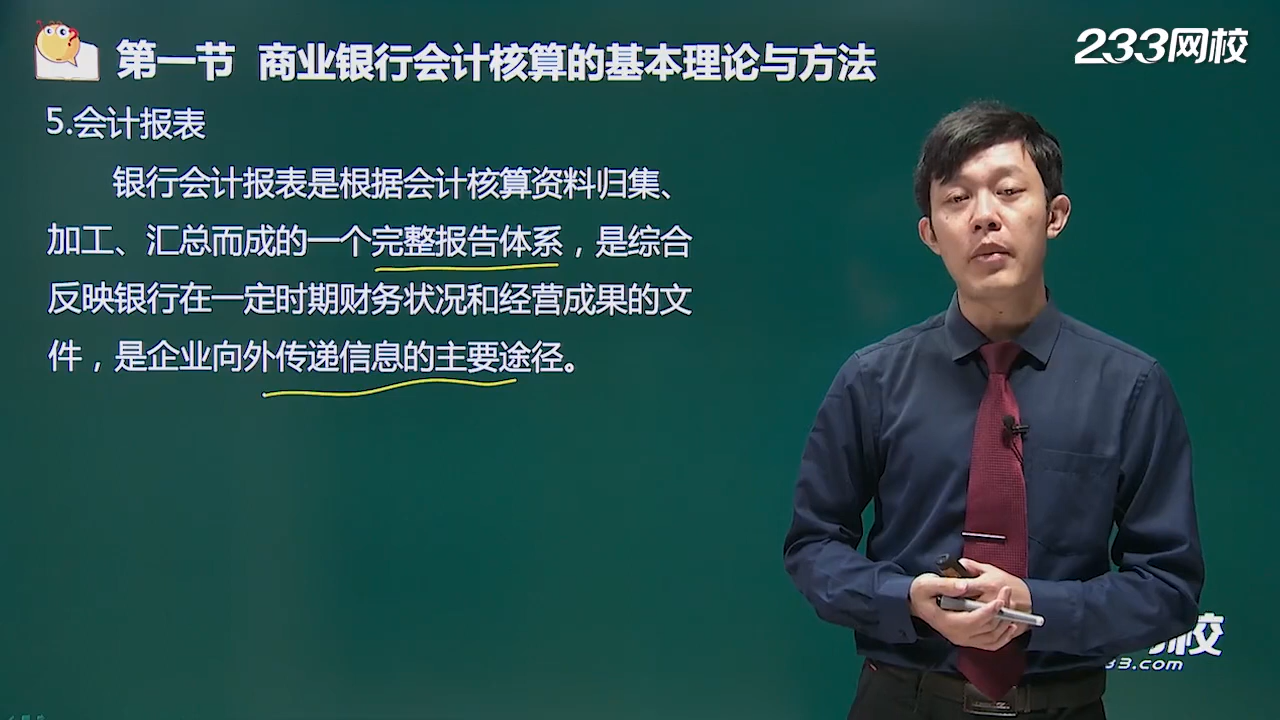 第一节 商业银行会计核算的基本理论与方法
233网校
5.会计报表
银行会计报表是根据会计核算资料归集、
加工、汇总而成的一个完整报告体系，是综合
反映银行在一定时期财务状况和经营成果的文
件，是企业向外传递信息的主要途径。
校
33.com